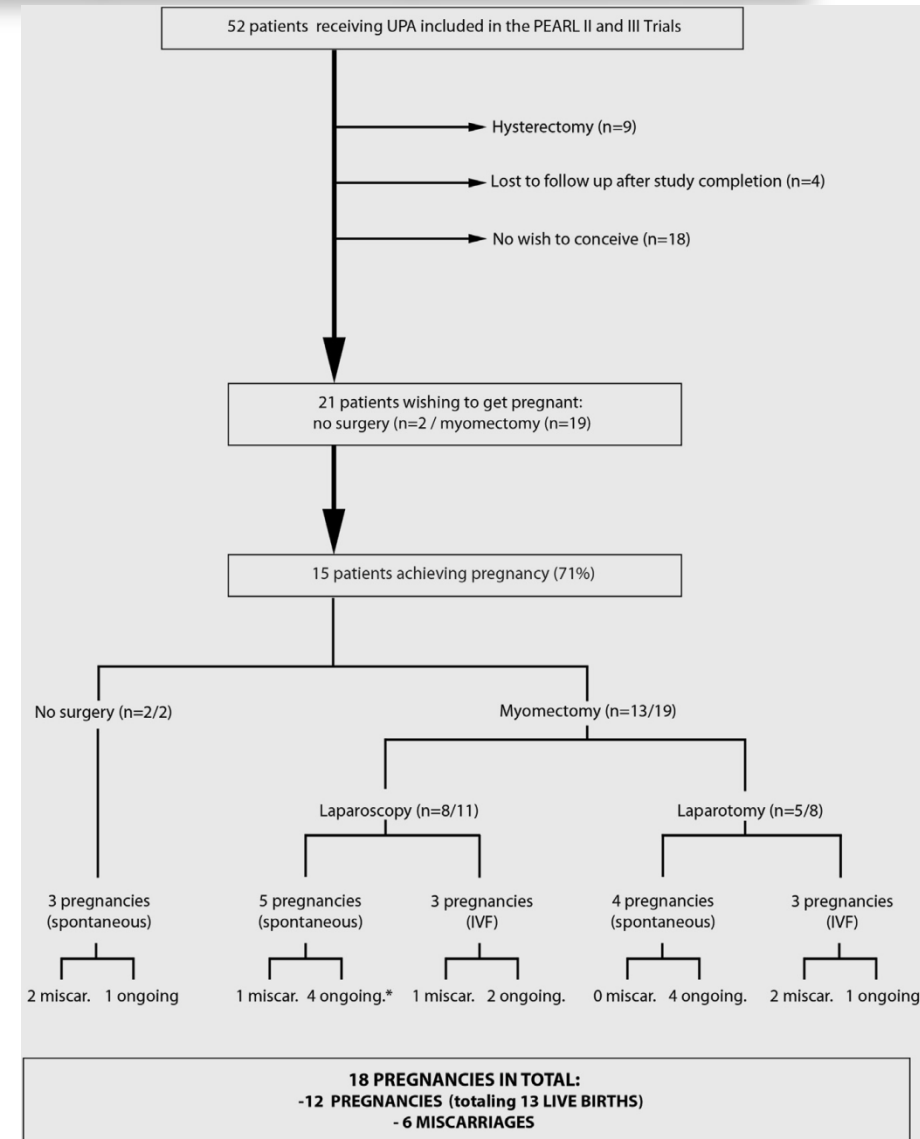 52 patients receiving UPA included in the PEARL II and III Trials
Hysterectomy (n=9)
Lost to follow up after study completion (n=4)
No wish to conceive (n=18)
21 patients wishing to get pregnant:
no surgery (n=2 / myomectomy (n=19)
15 patients achieving pregnancy (71%)
No surgery (n=2/2)
Myomectomy (n=13/19)
Laparoscopy (n=8/11)
Laparotomy (n=5/8)
3 pregnancies
(spontaneous)
5 pregnancies
(spontaneous)
3 pregnancies
(IVF)
4 pregnancies
(spontaneous)
3 pregnancies
(IVF)
2 miscar. 1 ongoing
1 miscar. 4 ongoing.*
1 miscar. 2 ongoing.
0 miscar. 4 ongoing.
2 miscar. 1 ongoing
18 PREGNANCIES IN TOTAL:
-12 PREGNANCIES (totaling 13 LIVE BIRTHS)
- 6 MISCARRIAGES